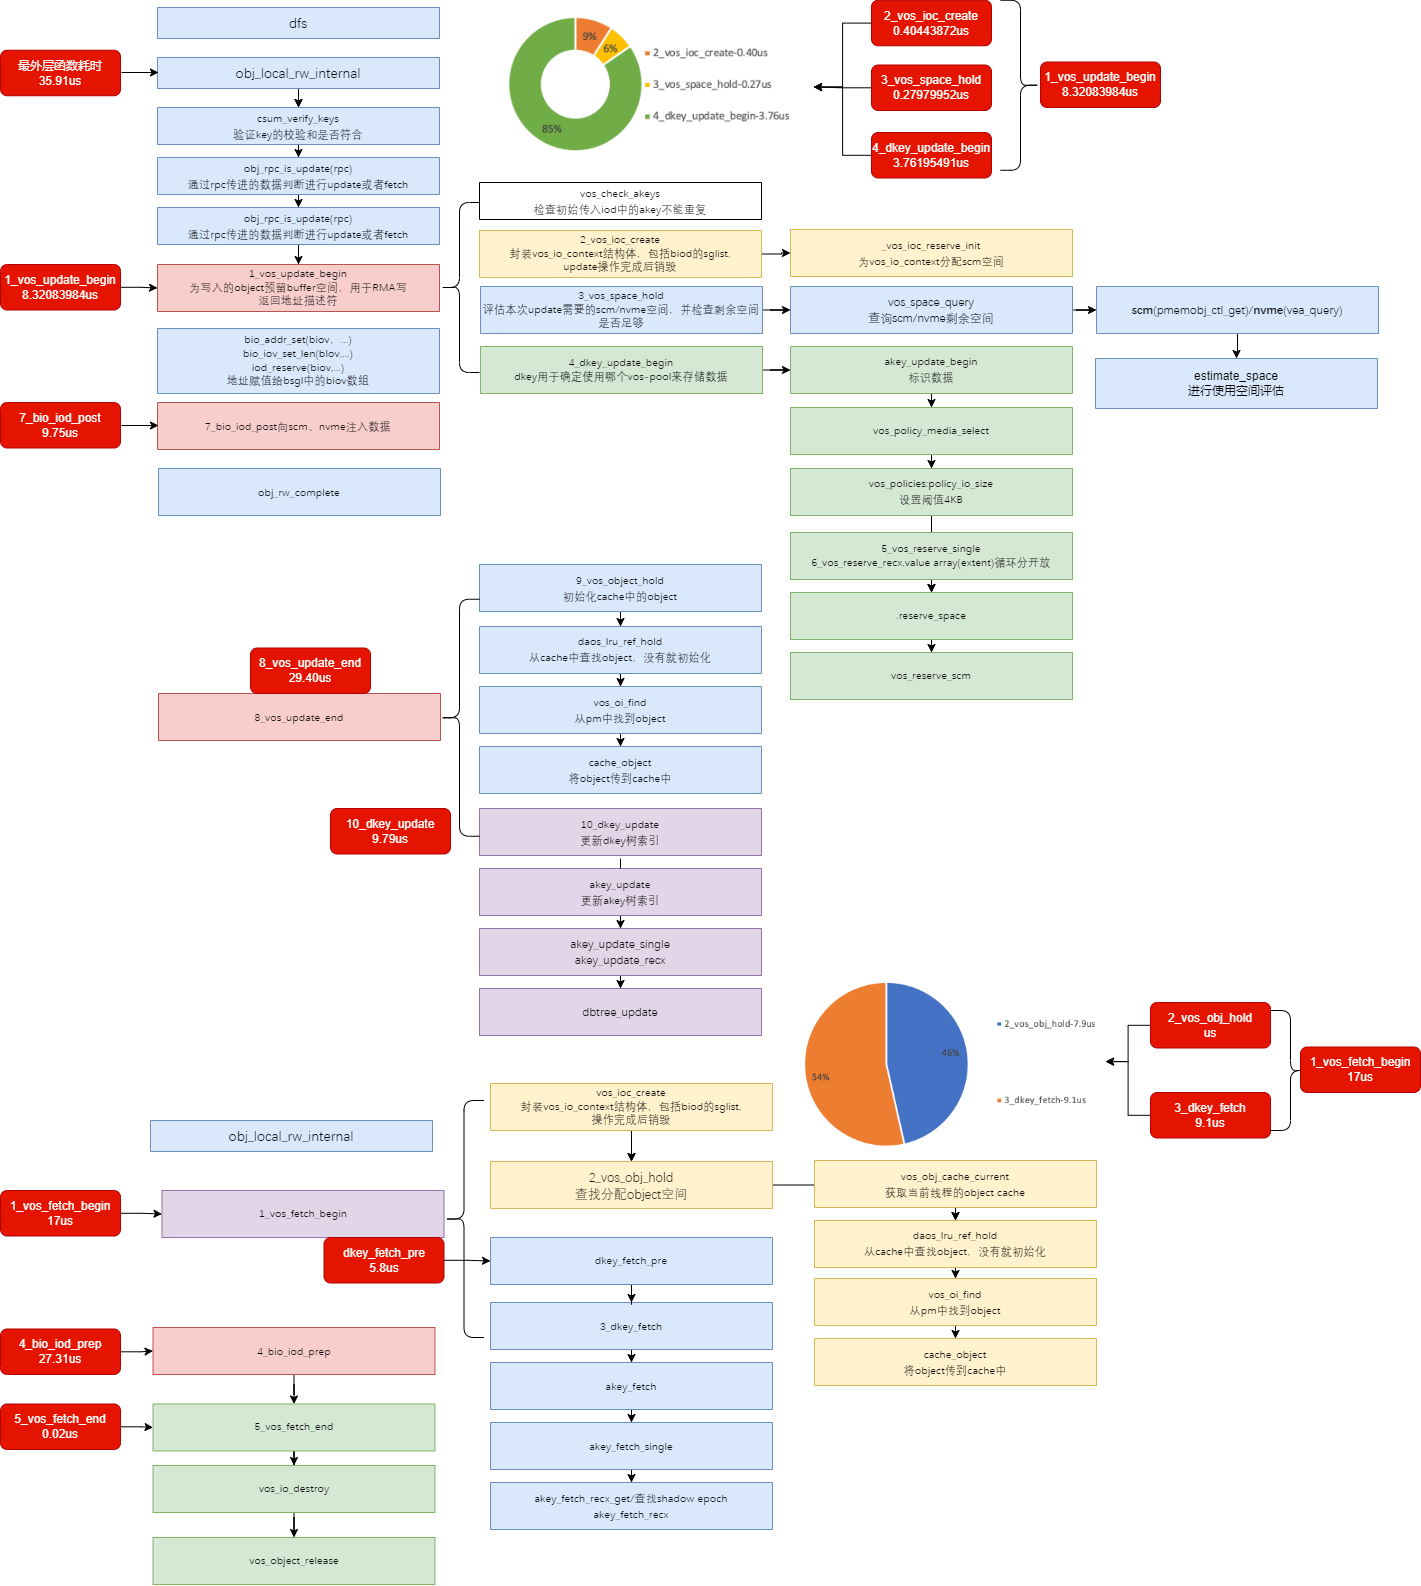 dfs
最外层函数耗时
35.91us
obj_local_rw_internal
csum_verify_keys
验证key的校验和是否符合
obj_rpc_is_update(rpc)
通过rpc传进的数据判断进行update或者fetch
obj_rpc_is_update(rpc)
通过rpc传进的数据判断进行update或者fetch
1_vos_update_begin
8.32083984us
1_vos_update_begin
为写入的object预留buffer空间，用于RMA写
返回地址描述符
bio_addr_set(biov，...)
bio_iov_set_len(blov,...)
iod_reserve(biov,...)
地址赋值给bsgl中的biov数组
7_bio_iod_post
9.75us
7_bio_iod_post向scm、nvme注入数据
obj_rw_complete
9%
6%
85%
2_vos_ioc_create-0.40us
3_vos_space_hold-0.27us
4_dkey_update_begin-3.76us
2_vos_ioc_create
0.40443872us
3_vos_space_hold
0.27979952us
4_dkey_update_begin
3.76195491us
1_vos_update_begin
8.32083984us
vos_check_akeys
检查初始传入iod中的akey不能重复
2_vos_ioc_create
封装vos_io_context结构体，包括biod的sglist,
update操作完成后销毁
_vos_ioc_reserve_init
为vos_io_context分配scm空间
3_vos_space_hold
评估本次update需要的scm/nvme空间，并检查剩余空间
是否足够
vos_space_query
查询scm/nvme剩余空间
scm(pmemobj_ctl_get)/nvme(vea_query)
4_dkey_update_begin
dkey用于确定使用哪个vos-pool来存储数据
akey_update_begin
标识数据
estimate_space
进行使用空间评估
vos_policy_media_select
vos_policies:policy_io_size
设置阈值4KB
5_vos_reserve_single
6_vos_reserve_recx,value array(extent)循环分开放
.reserve_space
vos_reserve_scm
8_vos_update_end
29.40us
8_vos_update_end
9_vos_object_hold
初始化cache中的object
daos_lru_ref_hold
从cache中查找object，没有就初始化
vos_oi_find
从pm中找到object
cache_object
将object传到cache中
10_dkey_update
9.79us
10_dkey_update
更新dkey树索引
akey_update
更新akey树索引
akey_update_single
akey_update_recx
dbtree_update
46%
54%
2_vos_obj_hold-7.9us
3_dkey_fetch-9.1us
2_vos_obj_hold
us
3_dkey_fetch
9.1us
1_vos_fetch_begin
17us
obj_local_rw_internal
1_vos_fetch_begin
17us
1_vos_fetch_begin
dkey_fetch_pre
5.8us
4_bio_iod_prep
27.31us
4_bio_iod_prep
5_vos_fetch_end
0.02us
5_vos_fetch_end
vos_io_destroy
vos_object_release
vos_ioc_create
封装vos_io_context结构体，包括biod的sglist,
操作完成后销毁
2_vos_obj_hold
查找分配object空间
dkey_fetch_pre
3_dkey_fetch
akey_fetch
akey_fetch_single
akey_fetch_recx_get/查找shadow epoch
akey_fetch_recx
vos_obj_cache_current
获取当前线程的object cache
daos_lru_ref_hold
从cache中查找object，没有就初始化
vos_oi_find
从pm中找到object
cache_object
将object传到cache中